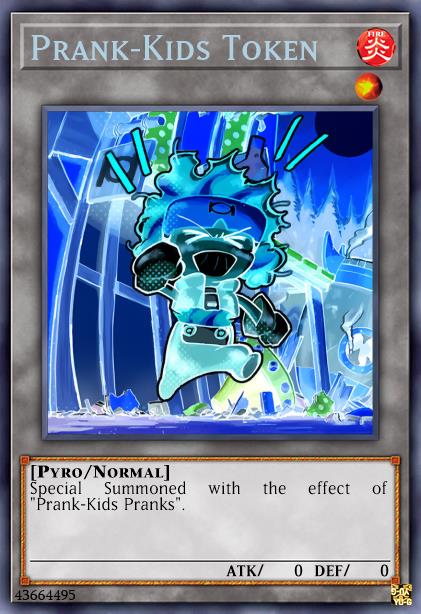 PRANK-KIDS TOKEN
FIRE
炎
[PYRO/NORMAL]
Special Summoned with the effect of
"Prank-Kids Pranks".
ATK/ 0 DEF/ 0
43664495